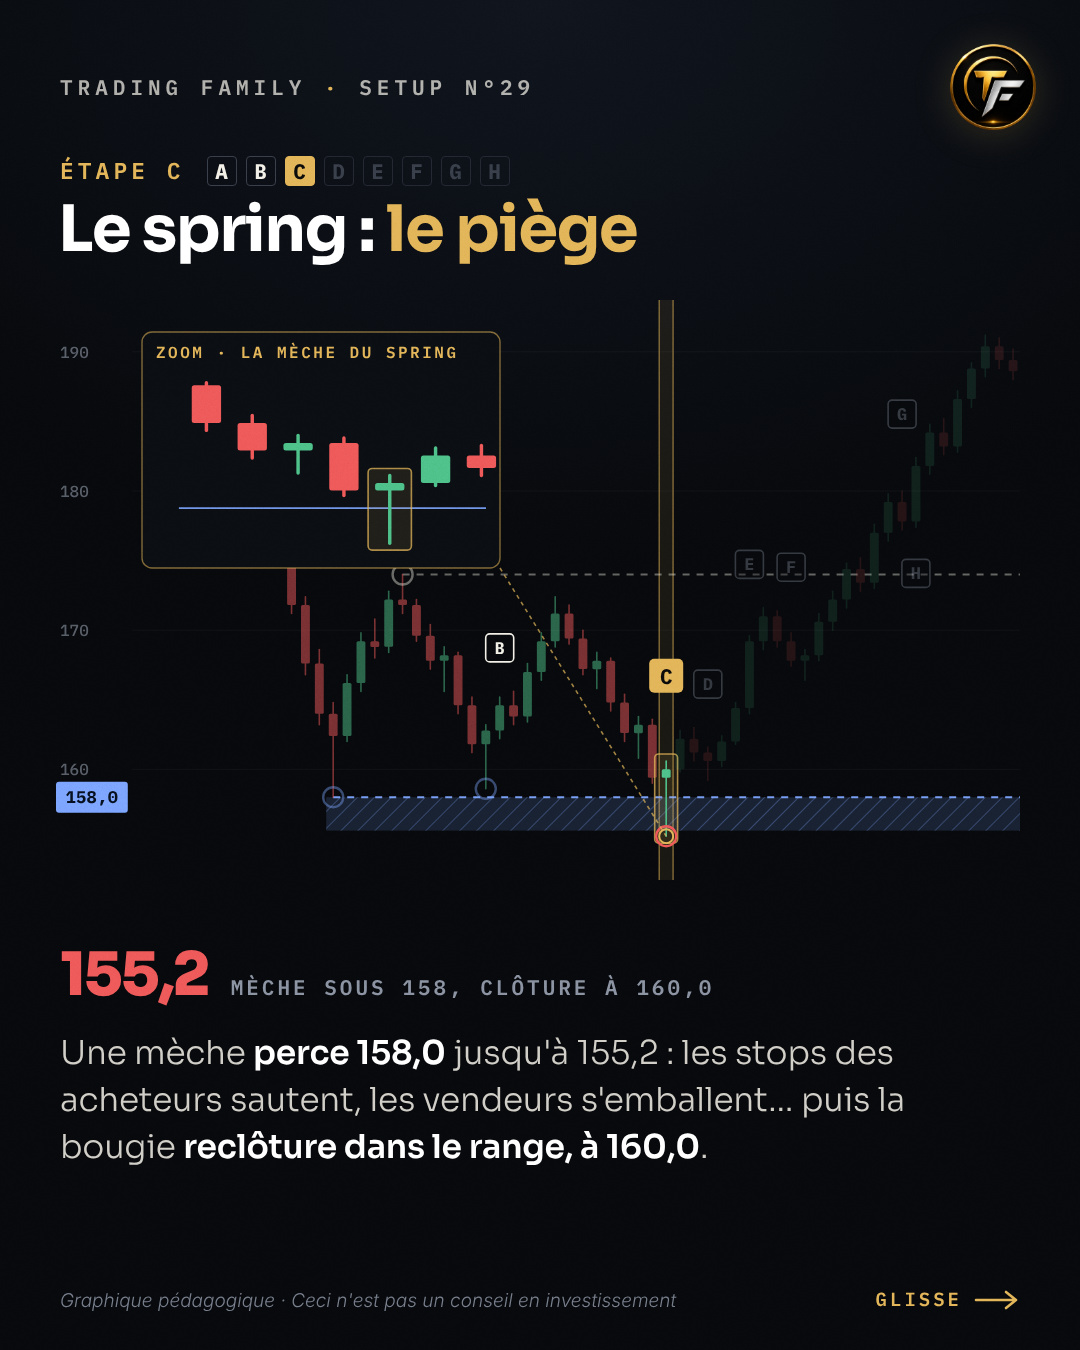 TRADING FAMILY · SETUP N°29
TF
ÉTAPE C A B C D E F G H
Le spring : le piège
ZOOM · LA MÈCHE DU SPRING
190
180
170
160
158,0
B
C
D
E
F
G
H
155,2 MÈCHE SOUS 158, CLÔTURE À 160,0
Une mèche perce 158,0 jusqu'à 155,2 : les stops des
acheteurs sautent, les vendeurs s'emballent... puis la
bougie reclôture dans le range, à 160,0.
Graphique pédagogique · Ceci n'est pas un conseil en investissement
GLISSE →